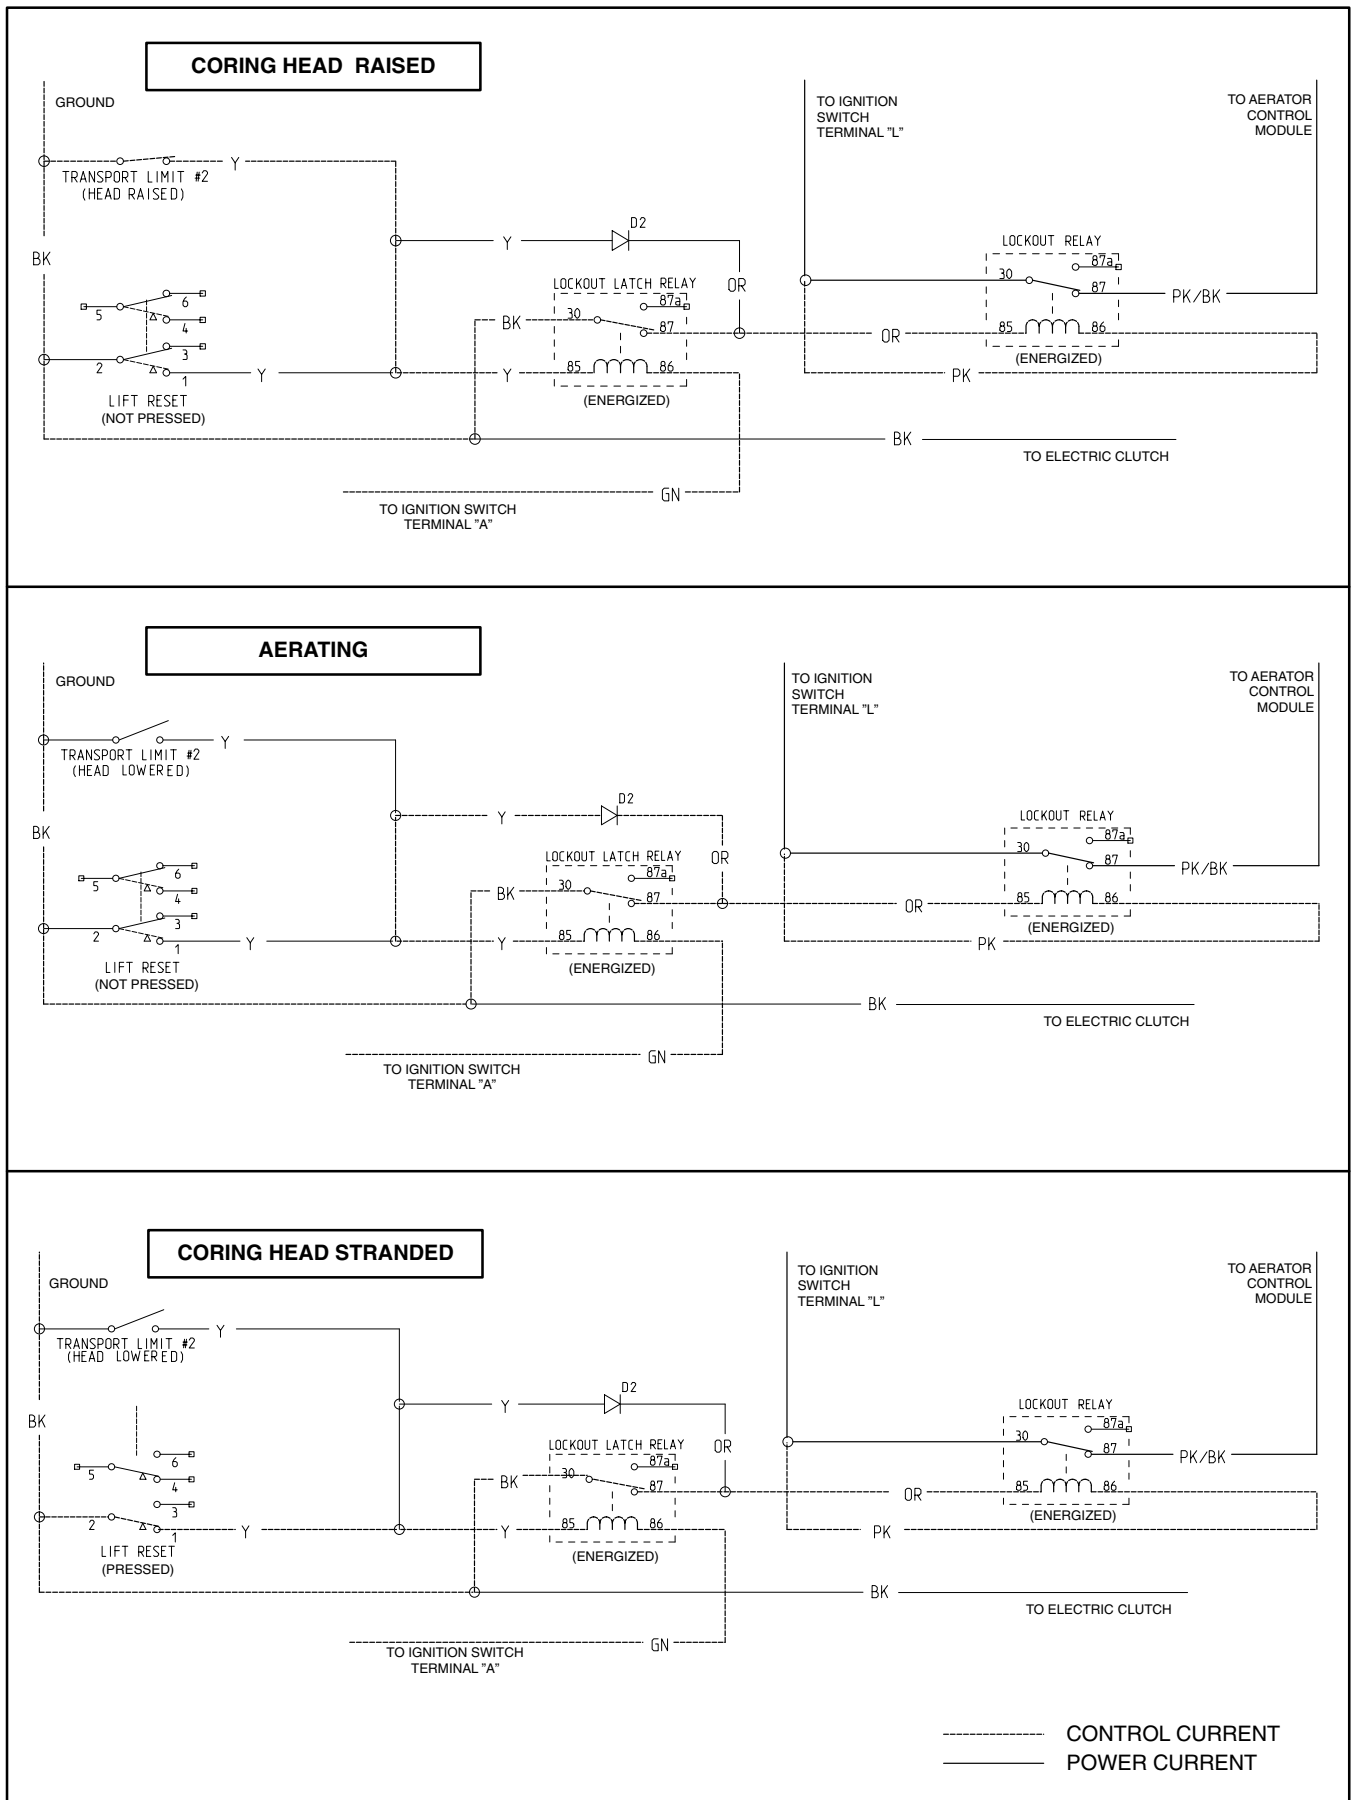 CORING HEAD RAISED
GROUND
TO IGNITION
SWITCH
TERMINAL "L"
TO AERATOR
CONTROL
MODULE
Y
TRANSPORT LIMIT #2
(HEAD RAISED)
D2
Y
LOCKOUT RELAY
BK
87a
30
87
PK/BK
LOCKOUT LATCH RELAY
OR
6
5
4
87a
BK
30
87
OR
85
86
(ENERGIZED)
3
2
1
Y
Y
85
86
PK
LIFT RESET
(NOT PRESSED)
(ENERGIZED)
BK
TO ELECTRIC CLUTCH
GN
TO IGNITION SWITCH
TERMINAL "A"
AERATING
GROUND
TO IGNITION
SWITCH
TERMINAL "L"
TO AERATOR
CONTROL
MODULE
Y
TRANSPORT LIMIT #2
(HEAD LOWERED)
D2
Y
LOCKOUT RELAY
BK
87a
30
87
PK/BK
LOCKOUT LATCH RELAY
OR
6
5
4
87a
BK
30
87
OR
85
86
(ENERGIZED)
3
2
1
Y
Y
85
86
PK
LIFT RESET
(NOT PRESSED)
(ENERGIZED)
BK
TO ELECTRIC CLUTCH
GN
TO IGNITION SWITCH
TERMINAL "A"
CORING HEAD STRANDED
GROUND
TO IGNITION
SWITCH
TERMINAL "L"
TO AERATOR
CONTROL
MODULE
Y
TRANSPORT LIMIT #2
(HEAD LOWERED)
D2
Y
LOCKOUT RELAY
BK
87a
30
87
PK/BK
LOCKOUT LATCH RELAY
OR
6
5
4
87a
BK
30
87
OR
85
86
(ENERGIZED)
3
2
1
Y
Y
85
86
PK
LIFT RESET
(PRESSED)
(ENERGIZED)
BK
TO ELECTRIC CLUTCH
GN
TO IGNITION SWITCH
TERMINAL "A"
CONTROL CURRENT
POWER CURRENT